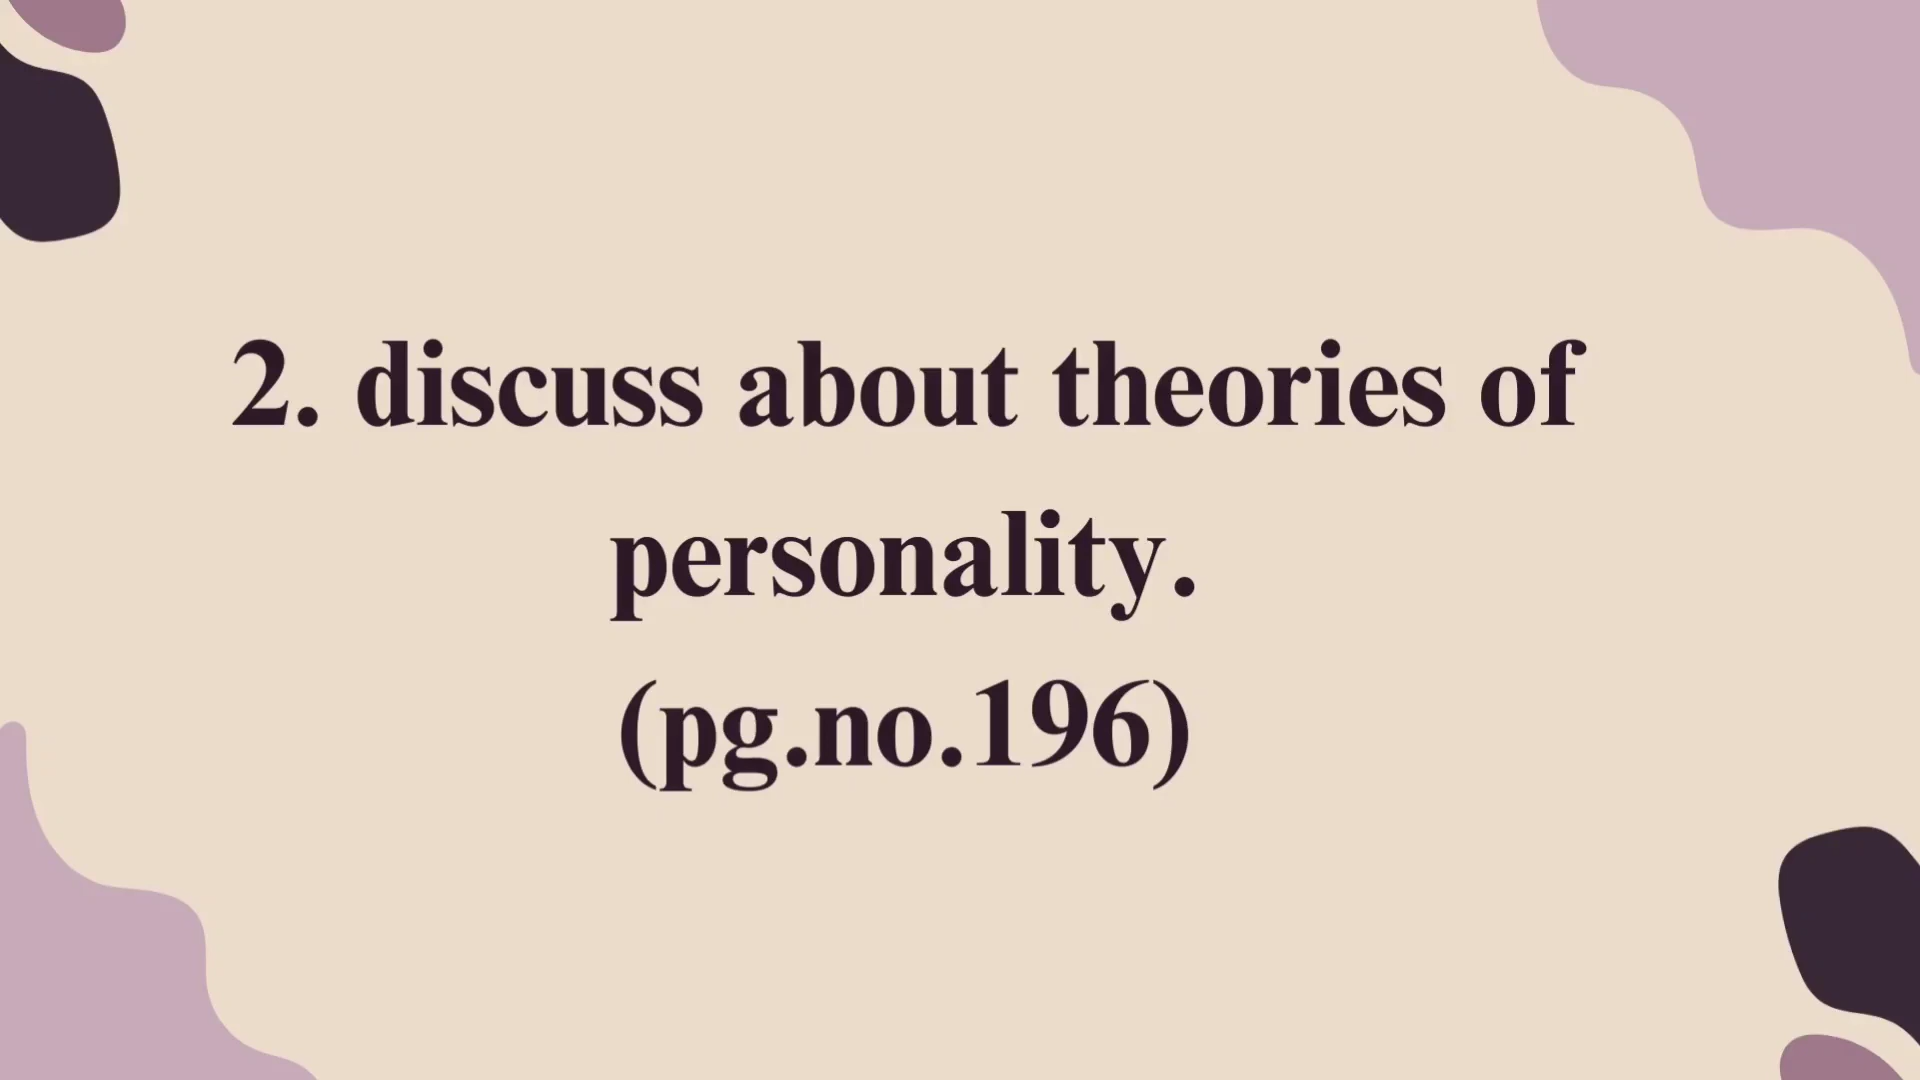 2. discuss about theories of
personality.
(pg.no.196)